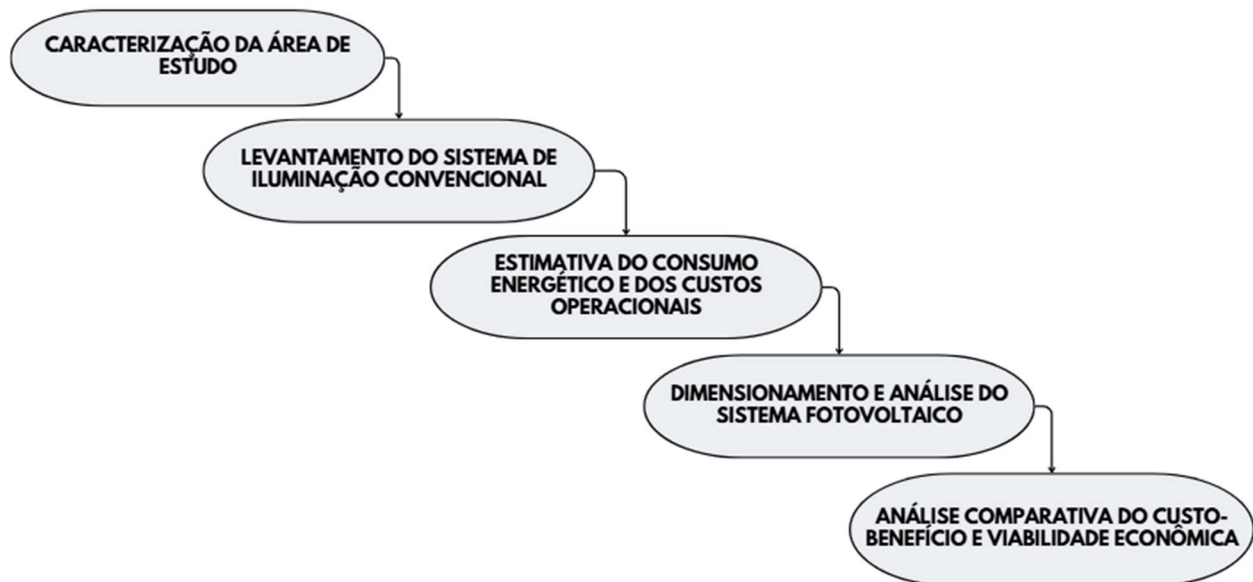 CARACTERIZAÇÃO DA ÁREA DE
ESTUDO
LEVANTAMENTO DO SISTEMA DE
ILUMINAÇÃO CONVENCIONAL
ESTIMATIVA DO CONSUMO
ENERGÉTICO E DOS CUSTOS
OPERACIONAIS
DIMENSIONAMENTO E ANÁLISE DO
SISTEMA FOTOVOLTAICO
ANÁLISE COMPARATIVA DO CUSTO-
BENEFÍCIO E VIABILIDADE ECONÔMICA